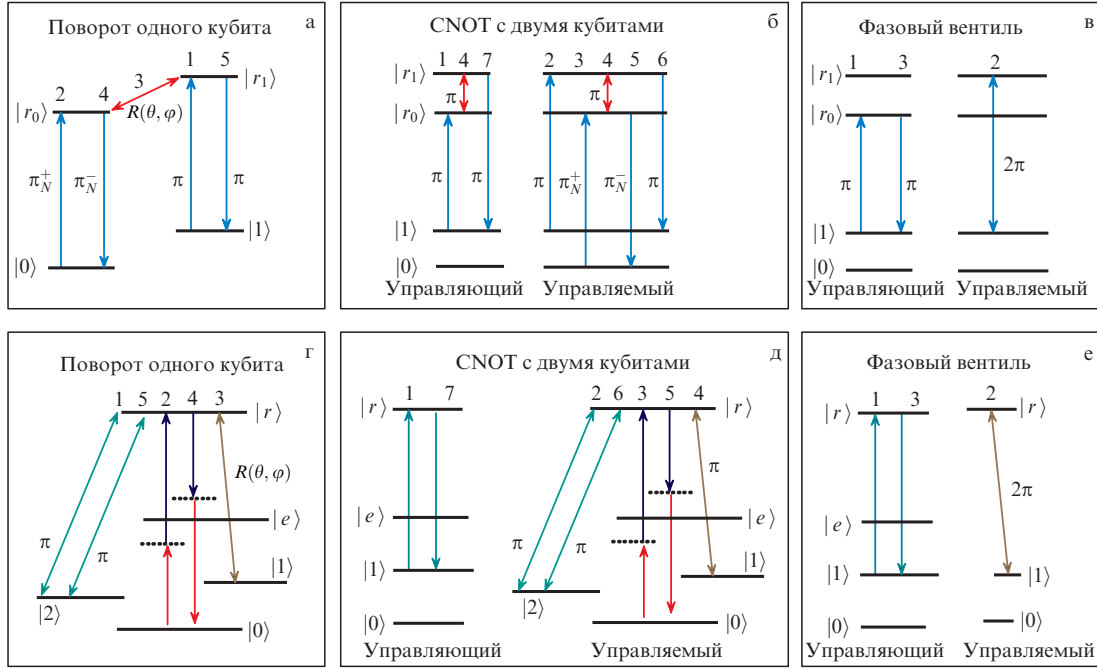 Поворот одного кубита
а
1 5
|r₁⟩
3
2 4
|r₀⟩
R(θ, φ)
π_N^+ π_N^- π π
|1⟩
|0⟩
CNOT с двумя кубитами
б
1 4 7 2 3 4 5 6
|r₁⟩
π π
|r₀⟩
π π π π_N^+ π_N^- π
|1⟩
|0⟩
Управляющий Управляемый
Фазовый вентиль
в
1 3 2
|r₁⟩
|r₀⟩
π π 2π
|1⟩
|0⟩
Управляющий Управляемый
Поворот одного кубита
г
1 5 2 4 3
|r⟩
R(θ, φ)
|e⟩
π π
|1⟩
|2⟩
|0⟩
CNOT с двумя кубитами
д
1 7 2 6 3 5 4
|r⟩ |r⟩
π
|e⟩ |e⟩
π π
|1⟩ |1⟩
|2⟩
|0⟩ |0⟩
Управляющий Управляемый
Фазовый вентиль
е
1 3 2
|r⟩ |r⟩
2π
|e⟩
|1⟩ |1⟩
|0⟩ |0⟩
Управляющий Управляемый